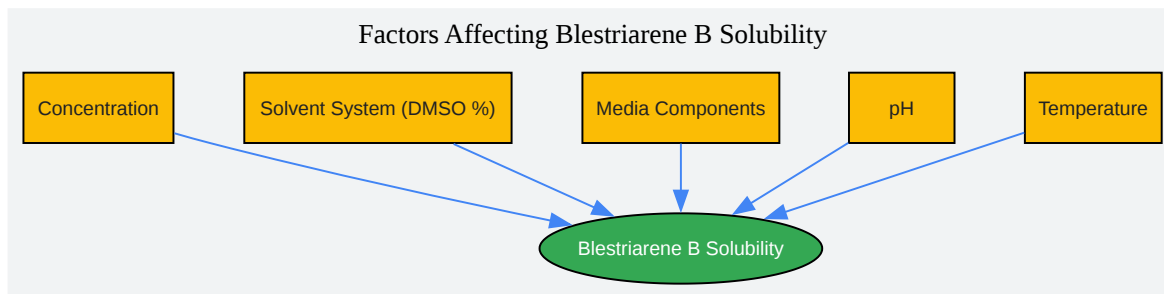 Factors Affecting Blestriarene B Solubility
Concentration
Solvent System (DMSO %)
Media Components
pH
Temperature
Blestriarene B Solubility